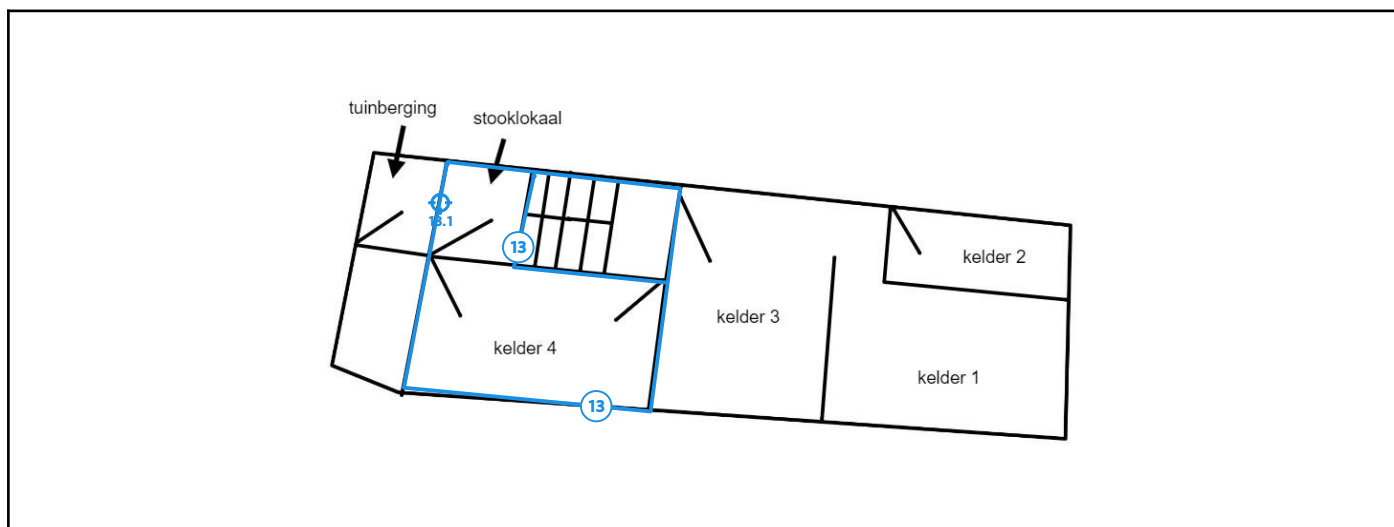 tuinberging
stooklokaal
13.1
13
kelder 2
kelder 3
kelder 4
kelder 1
13